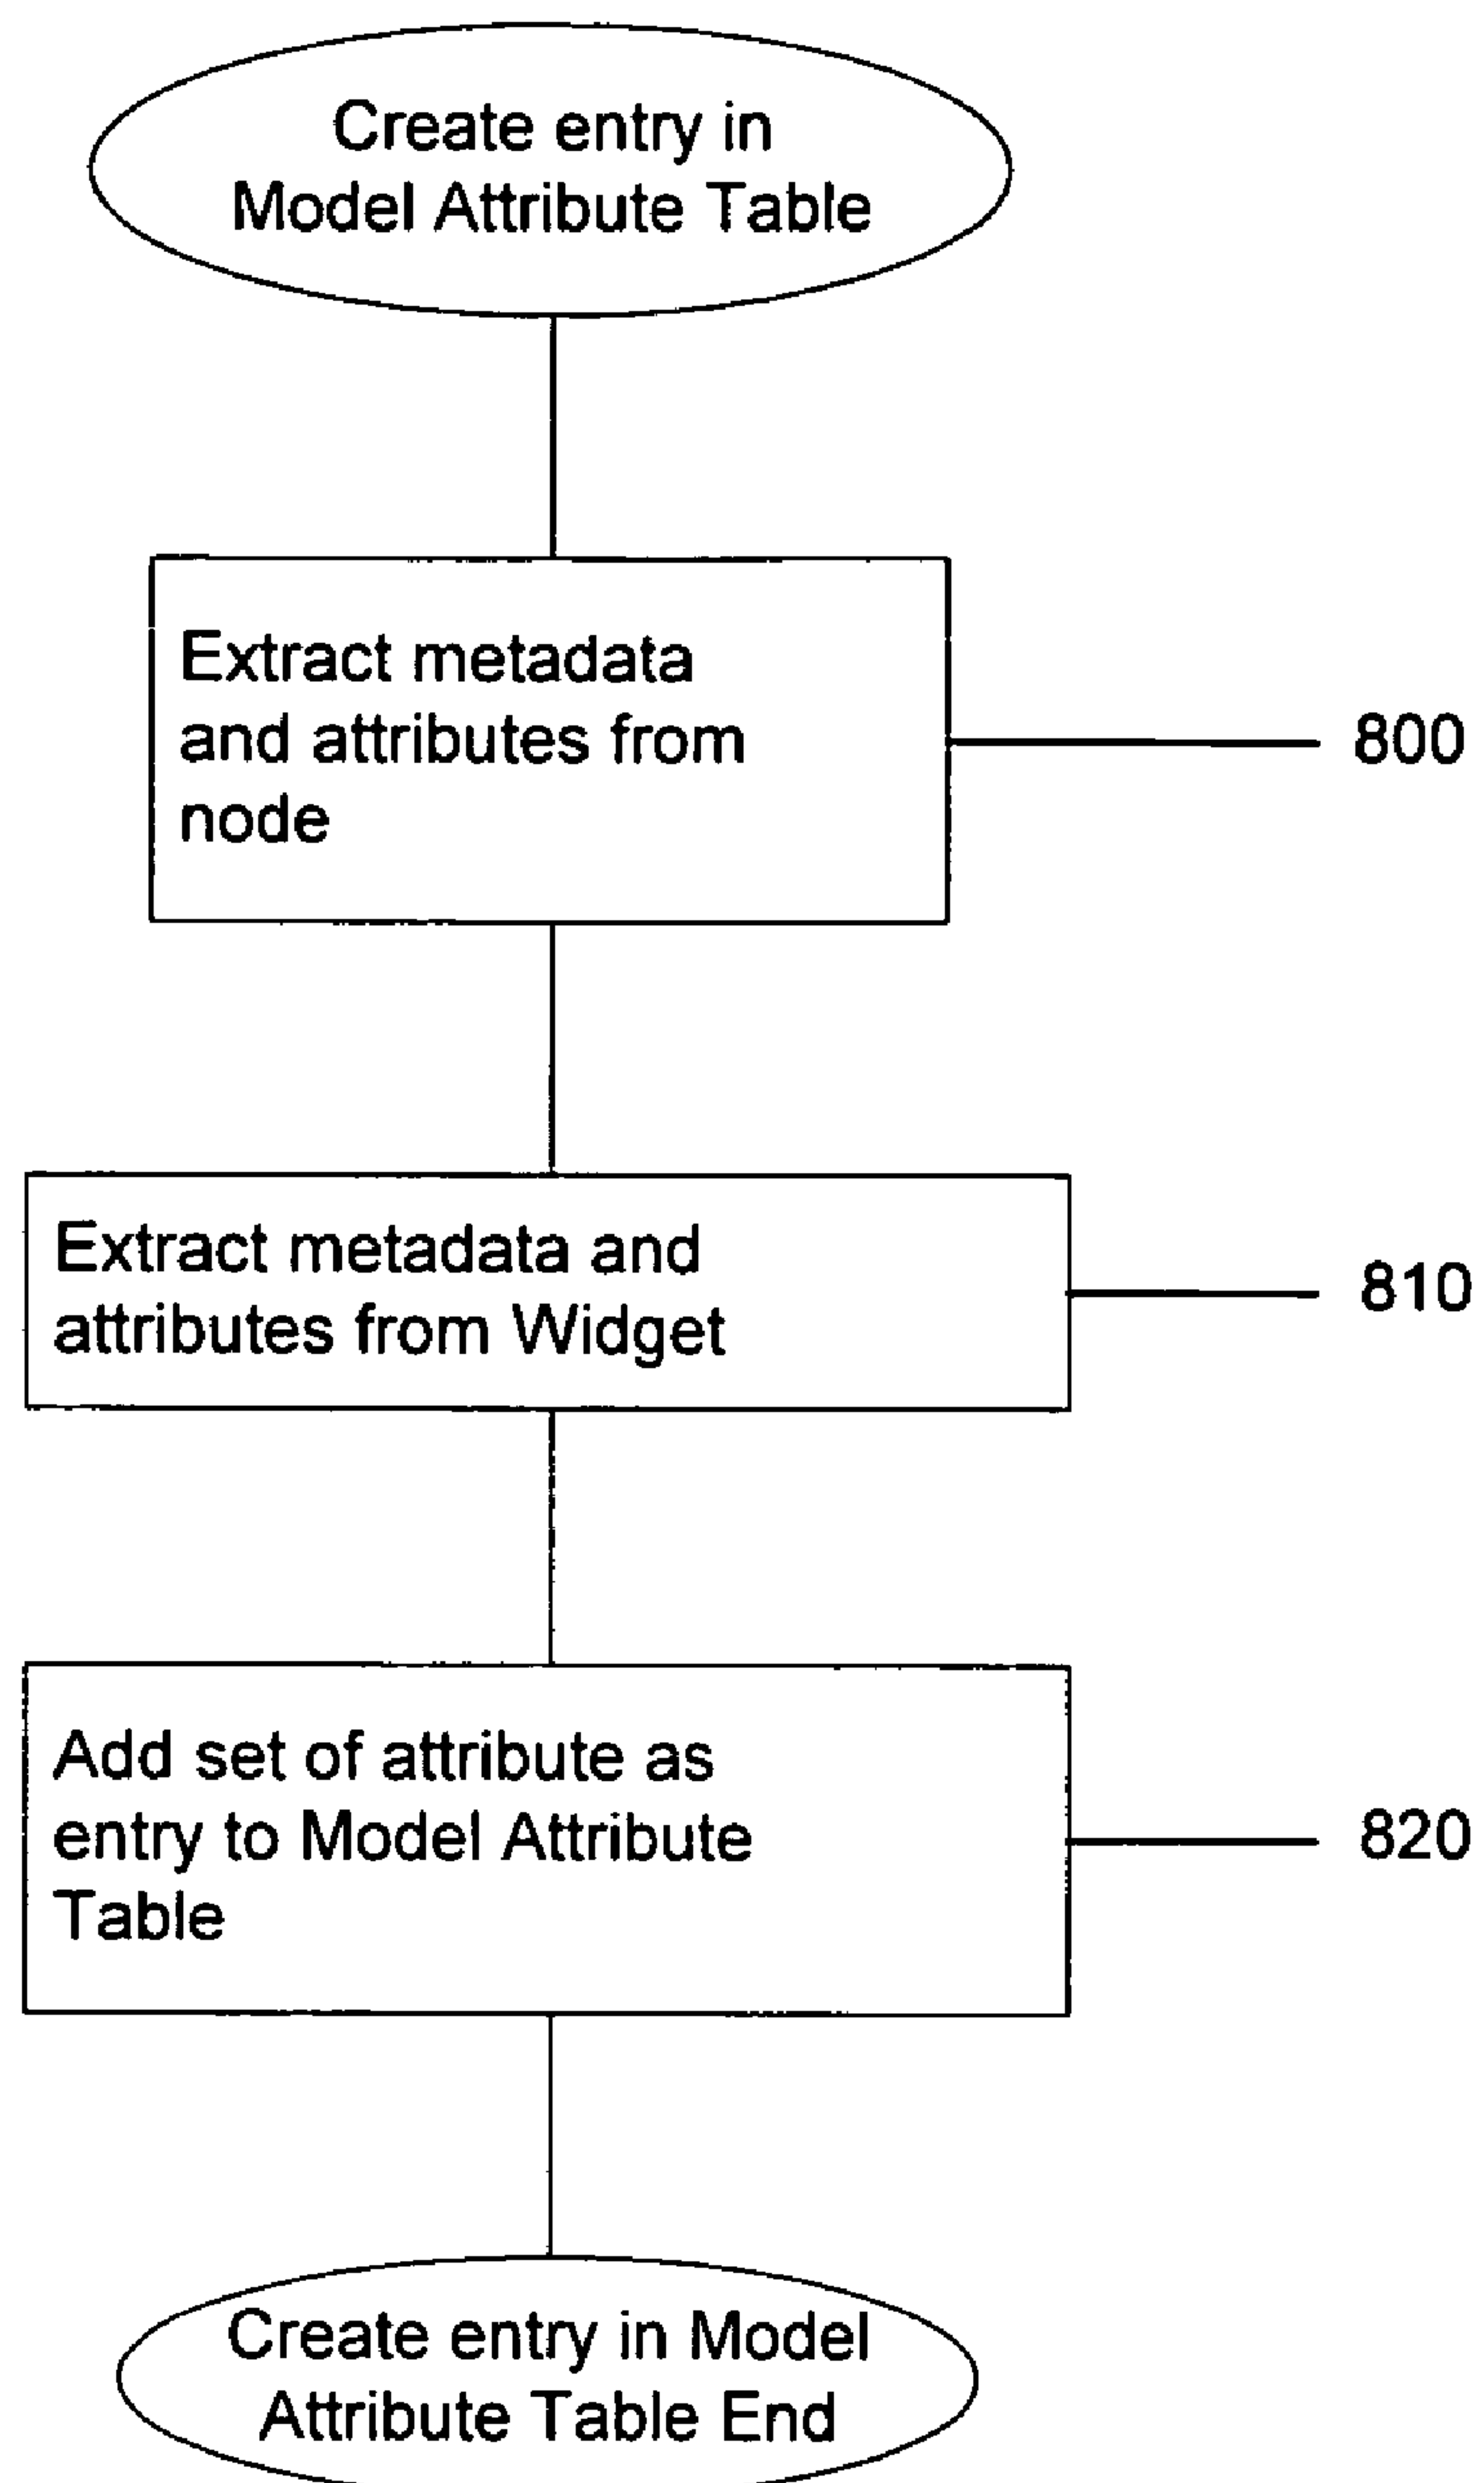 Create entry in
Model Attribute Table
Extract metadata
and attributes from
node
800
Extract metadata and
attributes from Widget
810
Add set of attribute as
entry to Model Attribute
Table
820
Create entry in Model
Attribute Table End